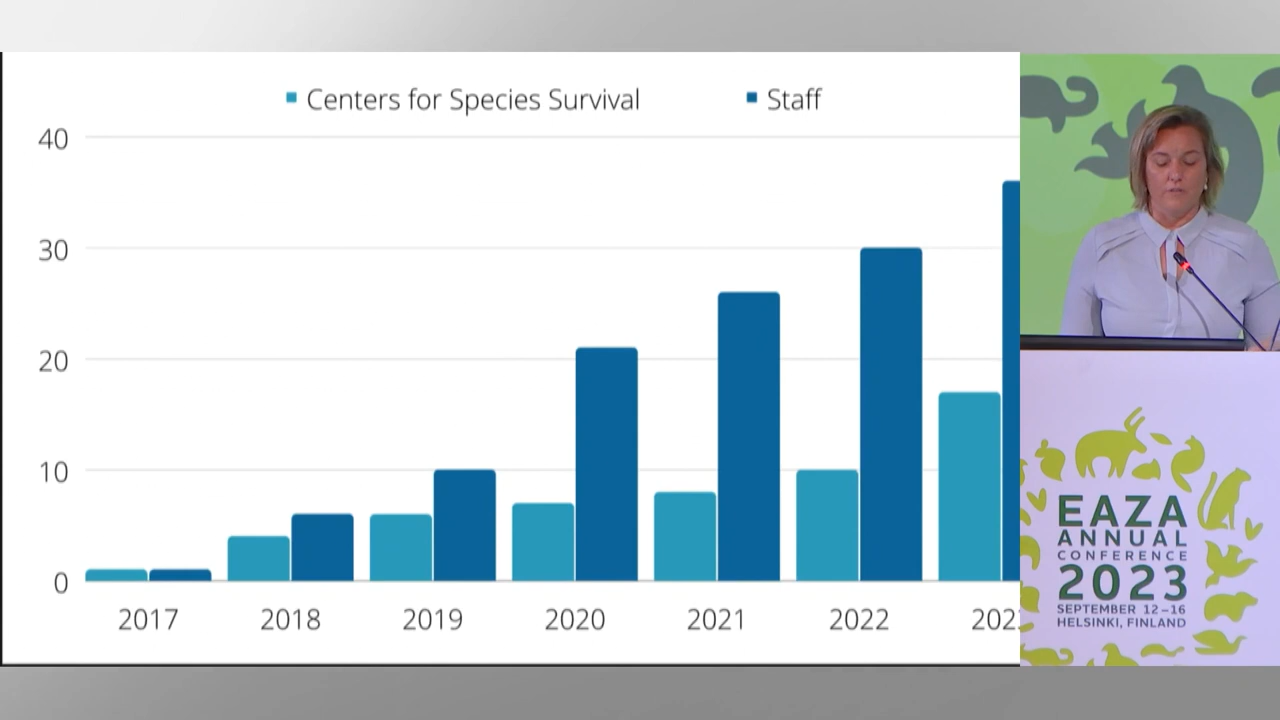 Centers for Species Survival
Staff
40
30
20
10
0
2017
2018
2019
2020
2021
2022
202
EAZA
ANNUAL
CONFERENCE
2023
SEPTEMBER 12-16
HELSINKI, FINLAND